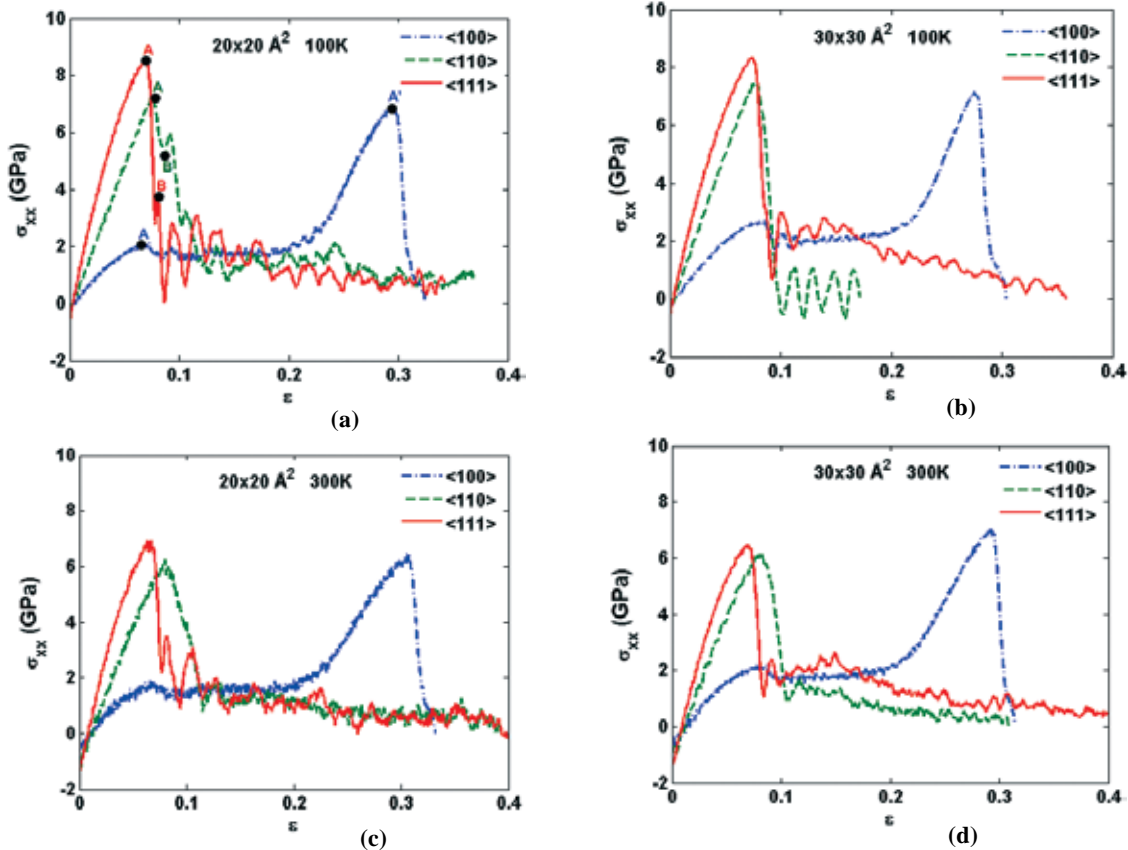 20x20 Å² 100K
<100>
<110>
<111>
A
A
A
A
B
B
10
8
6
4
2
0
-2
σxx (GPa)
0 0.1 0.2 0.3 0.4
ε
(a)
30x30 Å² 100K
<100>
<110>
<111>
10
8
6
4
2
0
-2
σxx (GPa)
0 0.1 0.2 0.3 0.4
ε
(b)
20x20 Å² 300K
<100>
<110>
<111>
10
8
6
4
2
0
-2
σxx (GPa)
0 0.1 0.2 0.3 0.4
ε
(c)
30x30 Å² 300K
<100>
<110>
<111>
10
8
6
4
2
0
-2
σxx (GPa)
0 0.1 0.2 0.3 0.4
ε
(d)